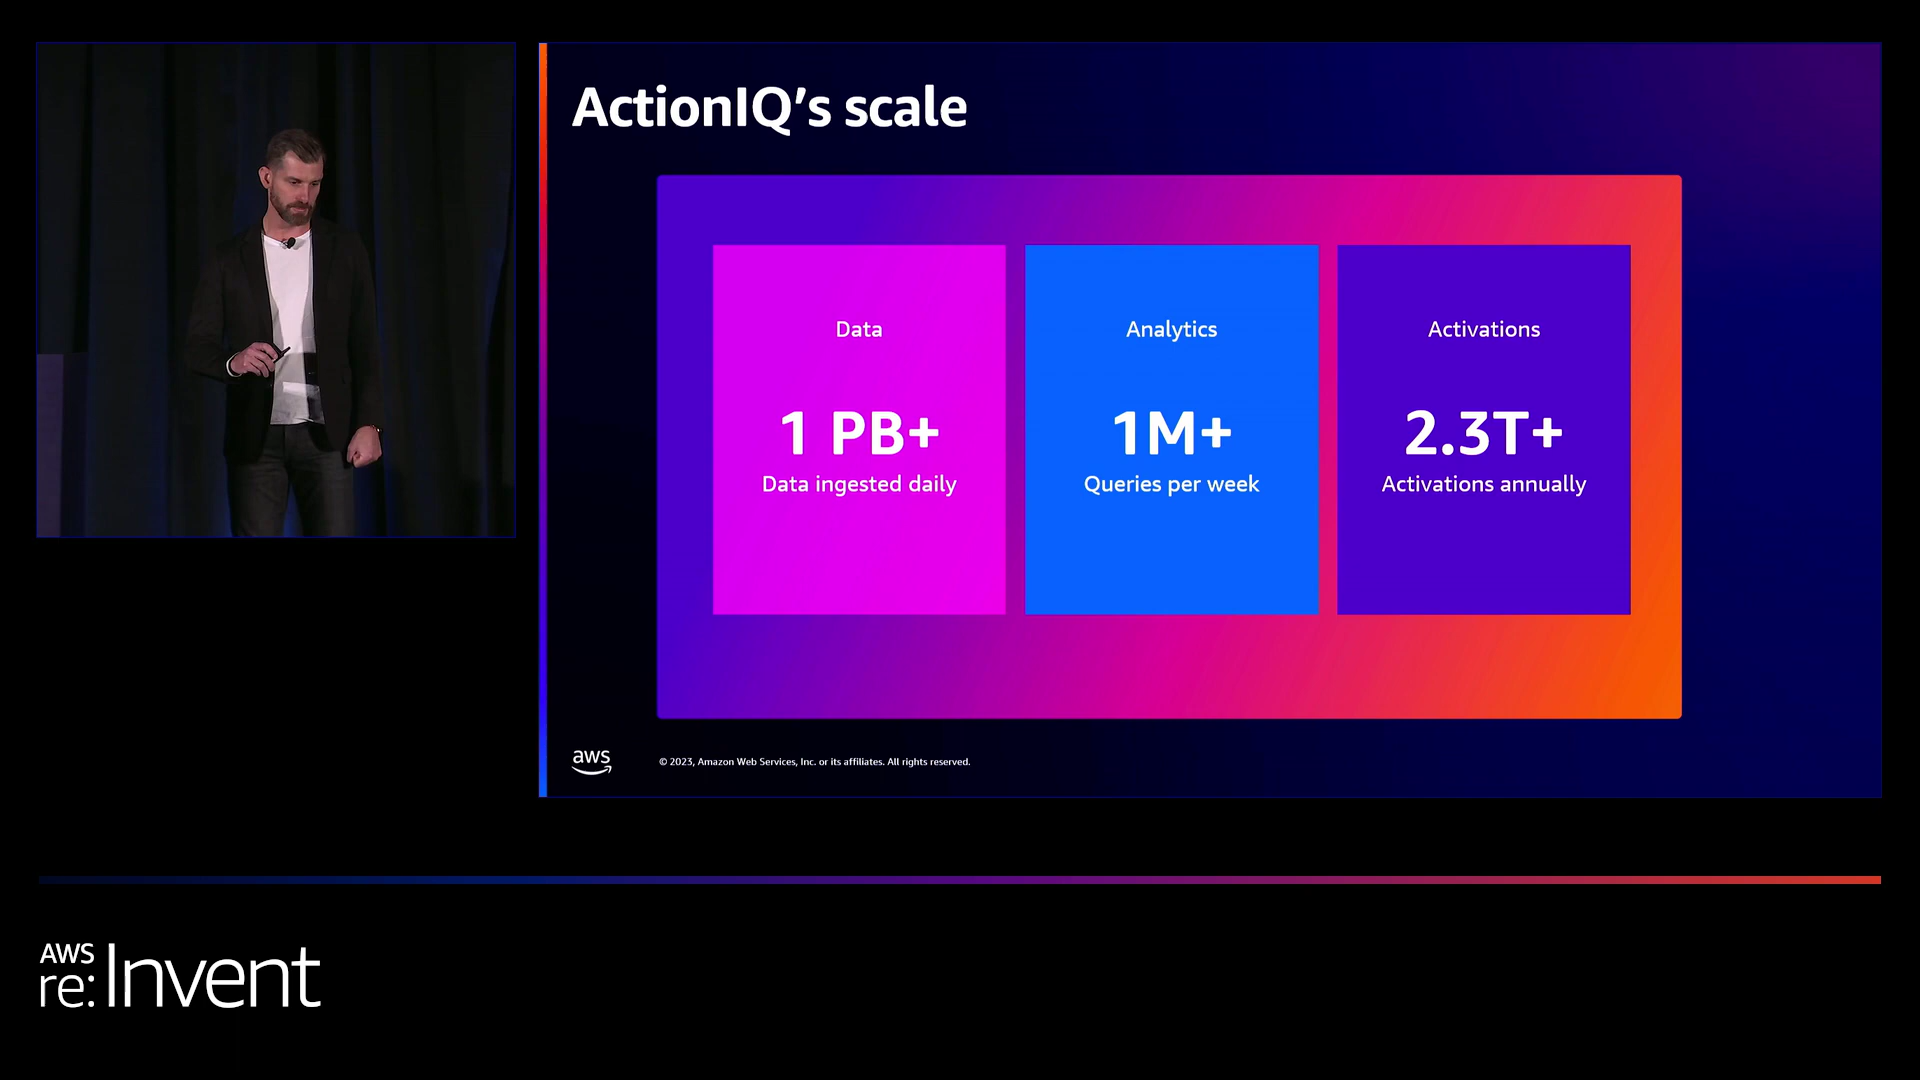 ActionIQ’s scale
Data
1 PB+
Data ingested daily
Analytics
1M+
Queries per week
Activations
2.3T+
Activations annually
aws
© 2023, Amazon Web Services, Inc. or its affiliates. All rights reserved.
AWS
re:Invent